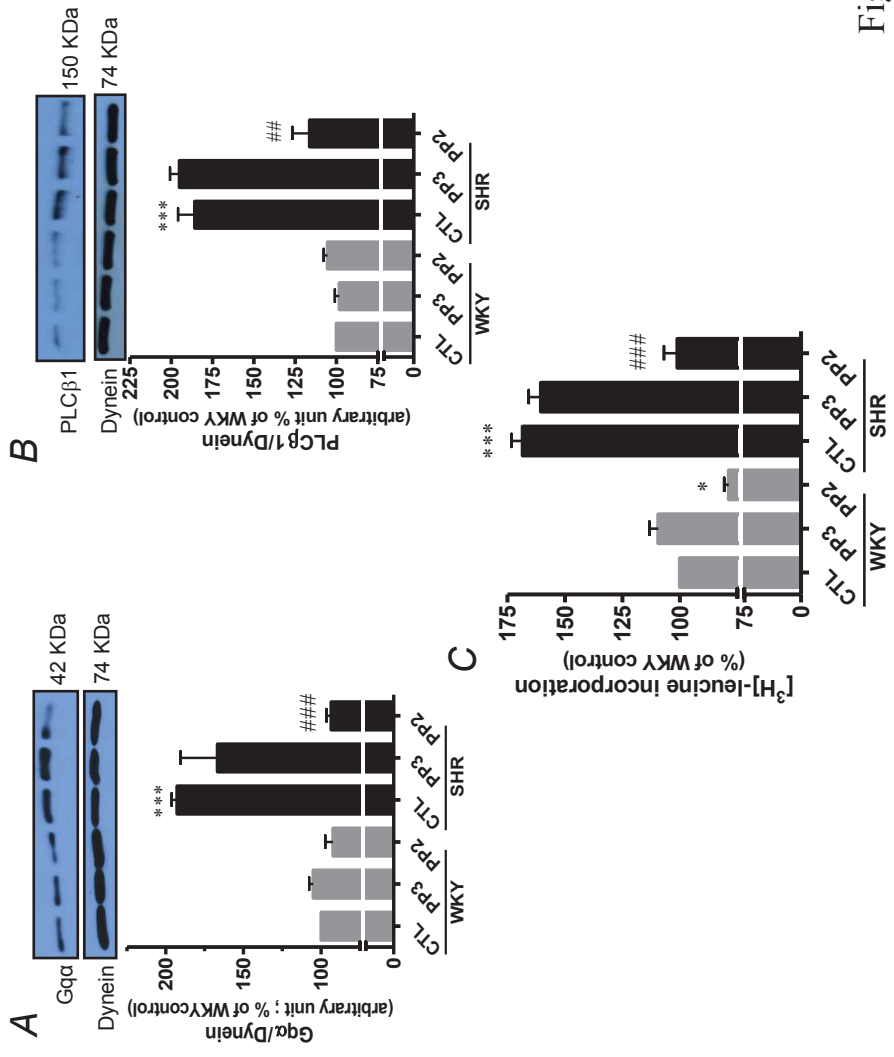 A
Gqα 42 KDa
Dynein 74 KDa
Gqα/Dynein
(arbitrary unit ; % of WKYcontrol)
200
150
100
0
***
###
CTL PP3 PP2 CTL PP3 PP2
WKY SHR
B
PLCβ1 150 KDa
Dynein 74 KDa
PLCβ1/Dynein
(arbitrary unit % of WKY control)
225
200
175
150
125
100
75
0
***
##
CTL PP3 PP2 CTL PP3 PP2
WKY SHR
C
[³H]-leucine incorporation
(% of WKY control)
175
150
125
100
75
0
*
***
###
CTL PP3 PP2 CTL PP3 PP2
WKY SHR